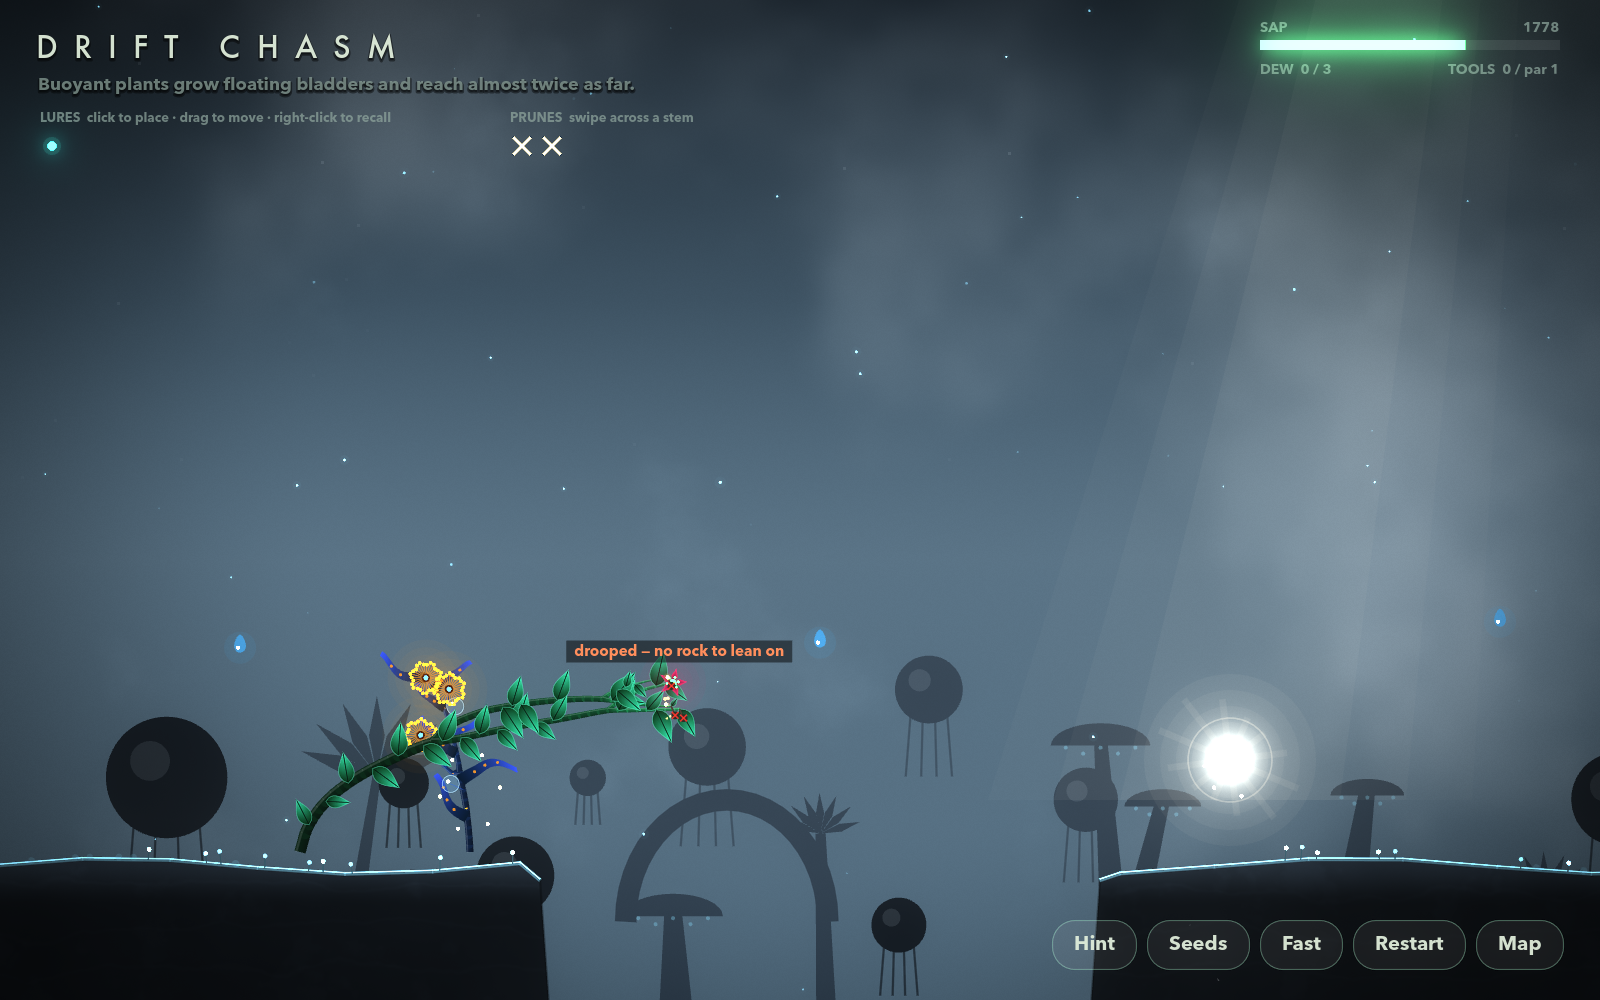 DRIFT CHASM
Buoyant plants grow floating bladders and reach almost twice as far.
LURES click to place · drag to move · right-click to recall
PRUNES swipe across a stem
SAP 1778
DEW 0 / 3 TOOLS 0 / par 1
drooped – no rock to lean on
Hint Seeds Fast Restart Map